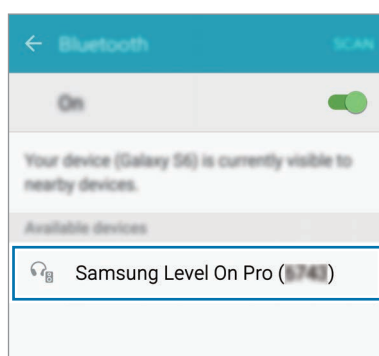 Bluetooth
SCAN
On
Your device (Galaxy S6) is currently visible to
nearby devices.
Available devices
Samsung Level On Pro ( )